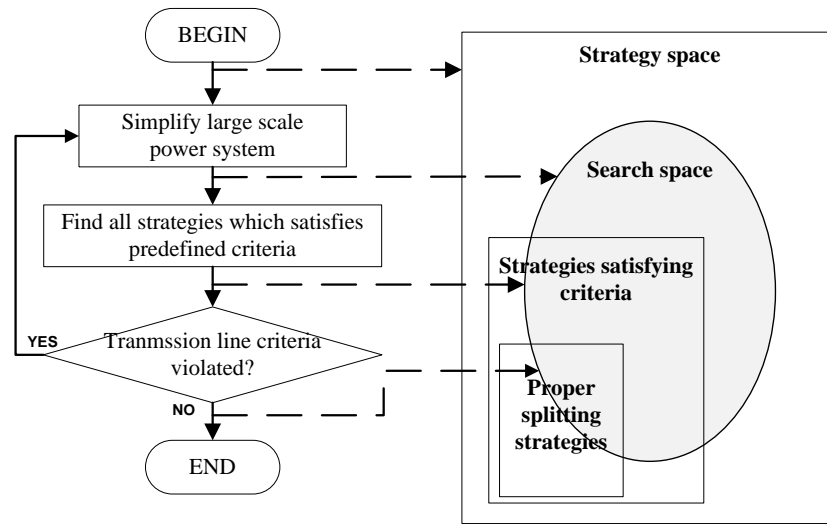 BEGIN
Simplify large scale
power system
Find all strategies which satisfies
predefined criteria
YES
Tranmssion line criteria
violated?
NO
END
Strategy space
Search space
Strategies satisfying
criteria
Proper
splitting
strategies